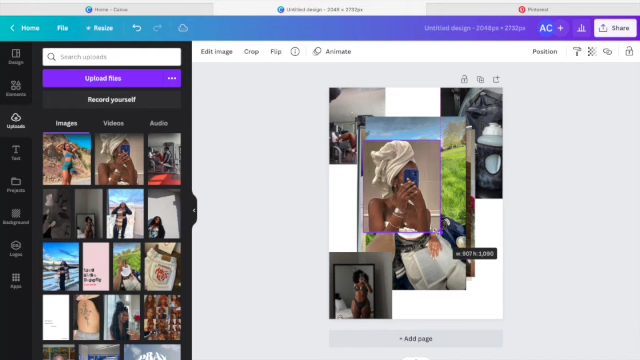 Home - Canva
Untitled design - 2048 × 2732px
Pinterest
Home
File
Resize
Untitled design - 2048px × 2732px
AC
+
Share
Design
Elements
Uploads
Text
Projects
Background
Logos
Apps
Search uploads
Upload files
•••
Record yourself
Images
Videos
Audio
Edit image
Crop
Flip
Animate
Position
w: 907 h: 1,090
+ Add page